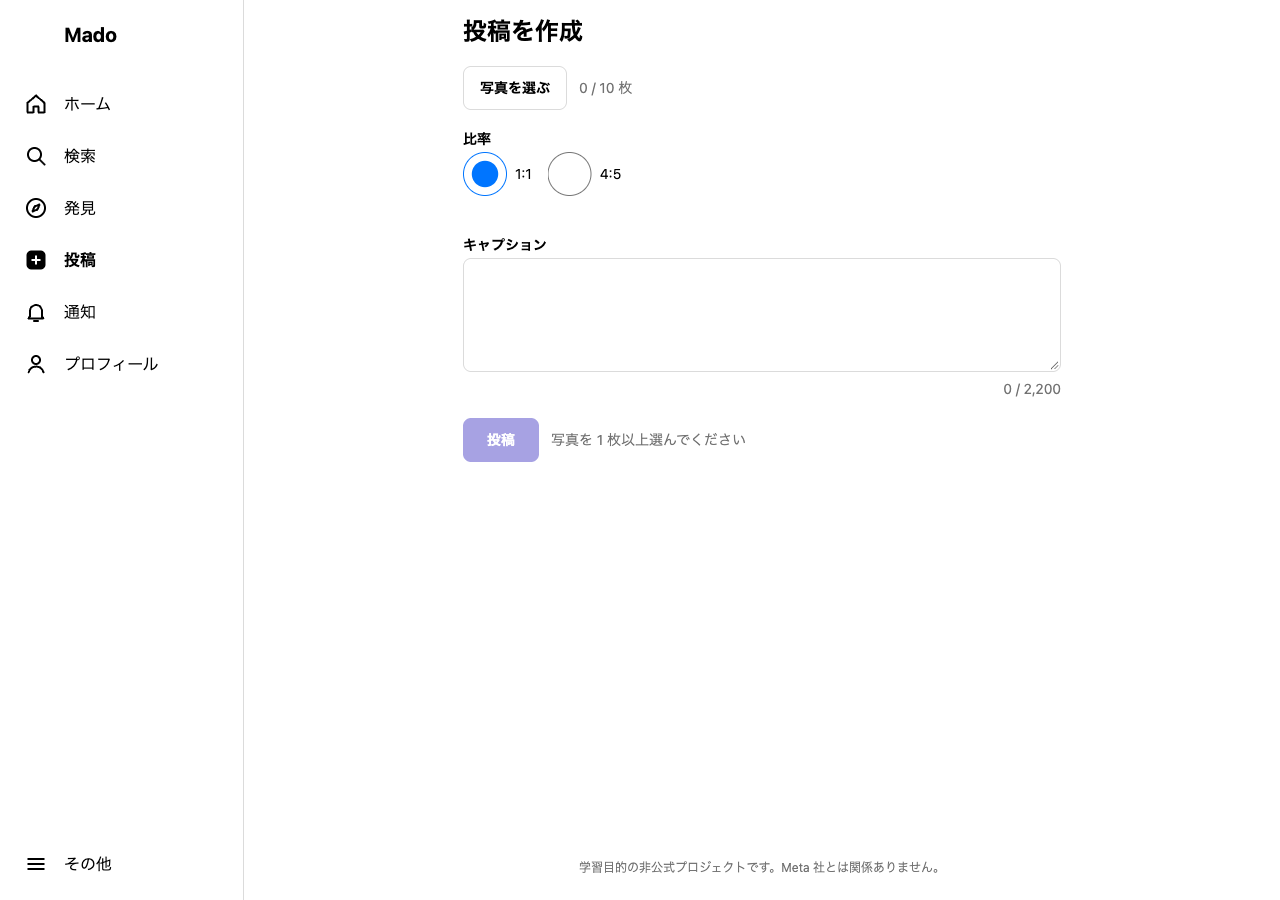 Mado
ホーム
検索
発見
投稿
通知
プロフィール
その他
投稿を作成
写真を選ぶ 0 / 10 枚
比率
1:1 4:5
キャプション
0 / 2,200
投稿 写真を 1 枚以上選んでください
学習目的の非公式プロジェクトです。Meta 社とは関係ありません。